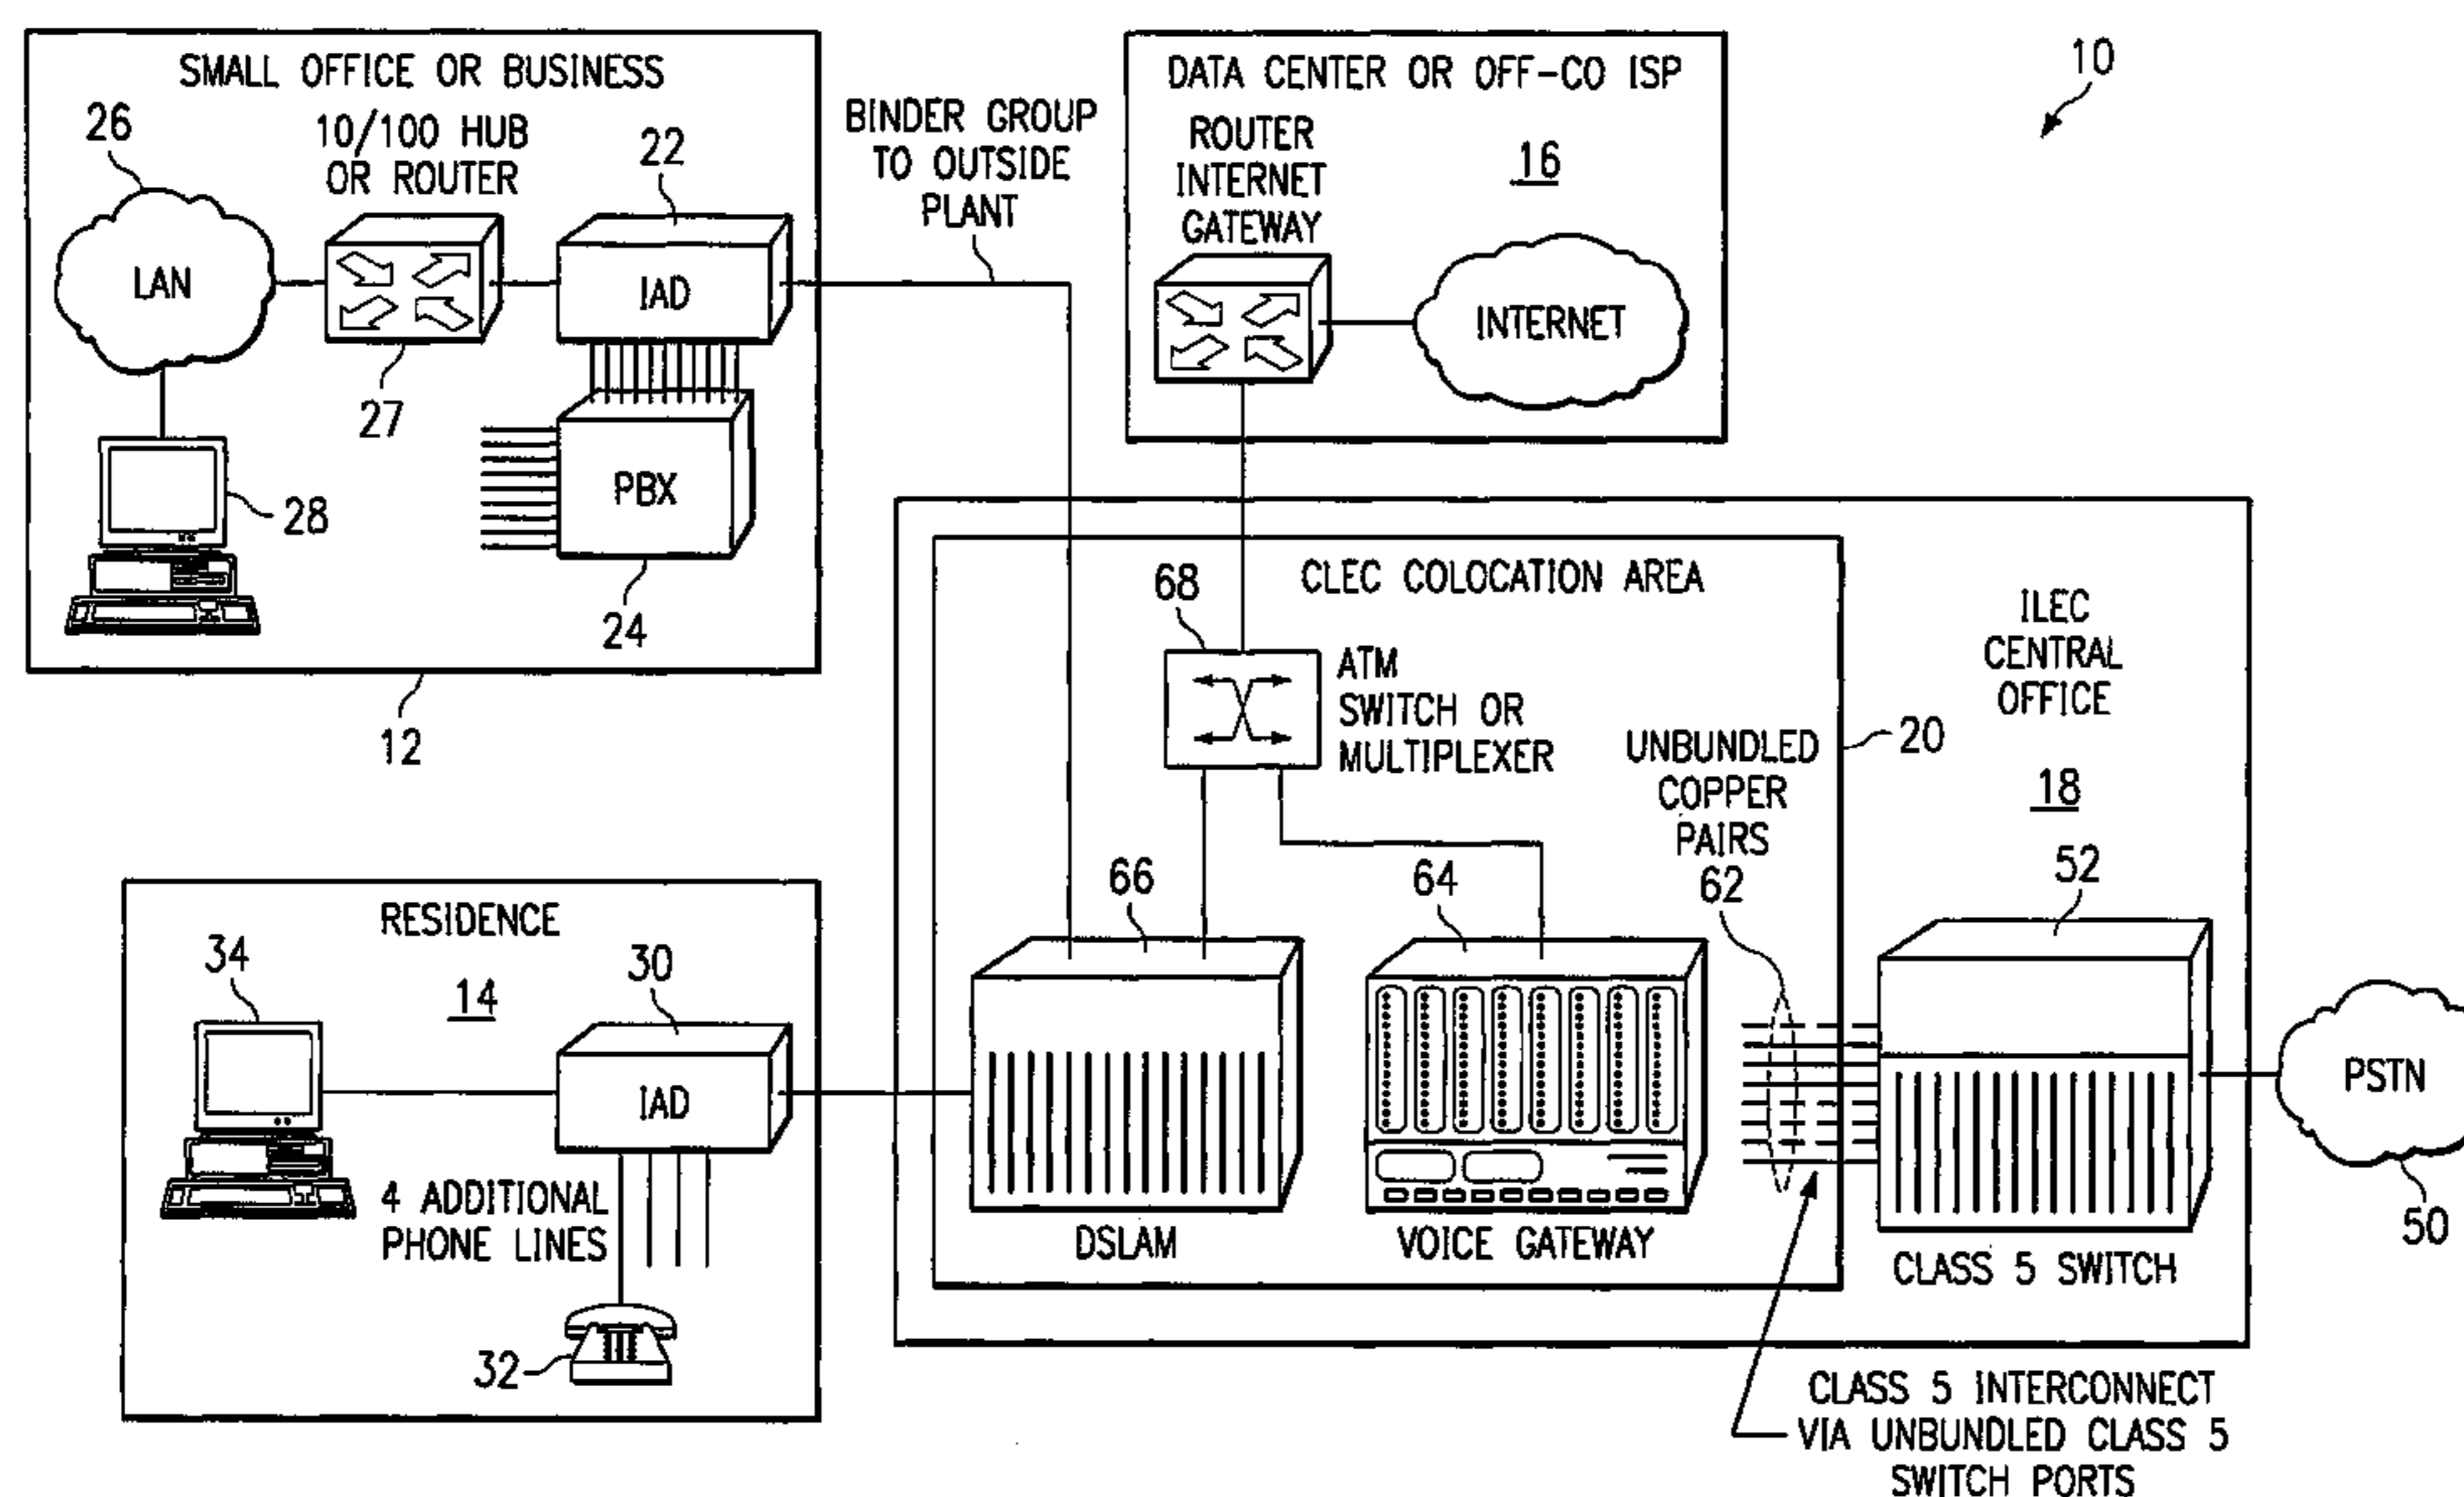 SMALL OFFICE OR BUSINESS
26
10/100 HUB
OR ROUTER
22
LAN
IAD
27
PBX
28
24
12
BINDER GROUP
TO OUTSIDE
PLANT
DATA CENTER OR OFF-CO ISP
ROUTER
INTERNET
GATEWAY
16
INTERNET
10
CLEC COLOCATION AREA
68
ATM
SWITCH OR
MULTIPLEXER
ILEC
CENTRAL
OFFICE
20
18
UNBUNDLED
COPPER
PAIRS
62
66
64
52
DSLAM
VOICE GATEWAY
CLASS 5 SWITCH
PSTN
50
RESIDENCE
34
14
30
IAD
4 ADDITIONAL
PHONE LINES
32
CLASS 5 INTERCONNECT
VIA UNBUNDLED CLASS 5
SWITCH PORTS